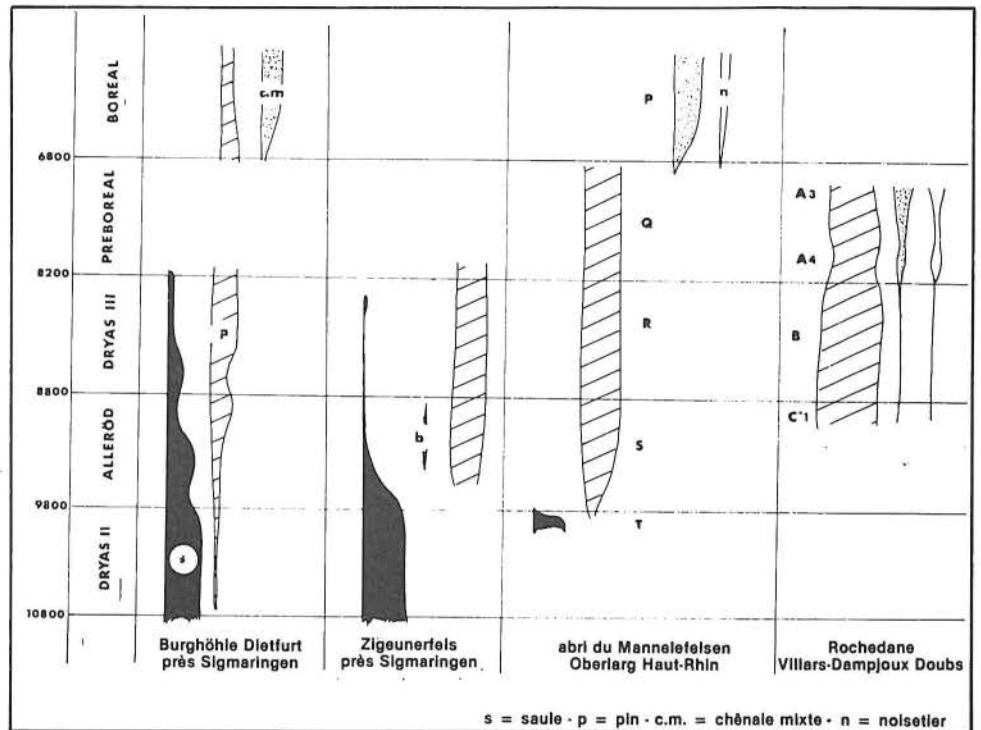 BOREAL
c.m
P
n
6800
PREBOREAL
A3
Q
A4
8200
DRYAS III
p
R
B
8800
ALLERÖD
b
C'1
S
9800
T
DRYAS II
s
10800
Burghöhle Dietfurt
près Sigmaringen
Zigeunerfels
près Sigmaringen
abri du Mannelefelsen
Oberlarg Haut-Rhin
Rochedane
Villars-Dampjoux Doubs
s = saule - p = pin - c.m. = chênaie mixte - n = noisetier